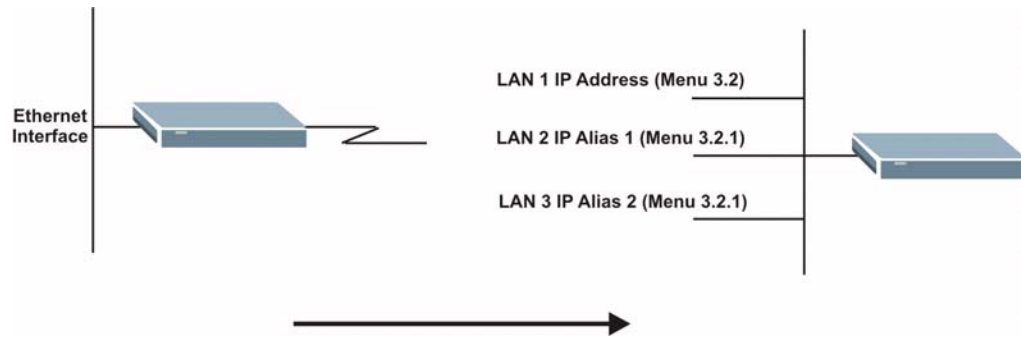 Ethernet
Interface
LAN 1 IP Address (Menu 3.2)
LAN 2 IP Alias 1 (Menu 3.2.1)
LAN 3 IP Alias 2 (Menu 3.2.1)